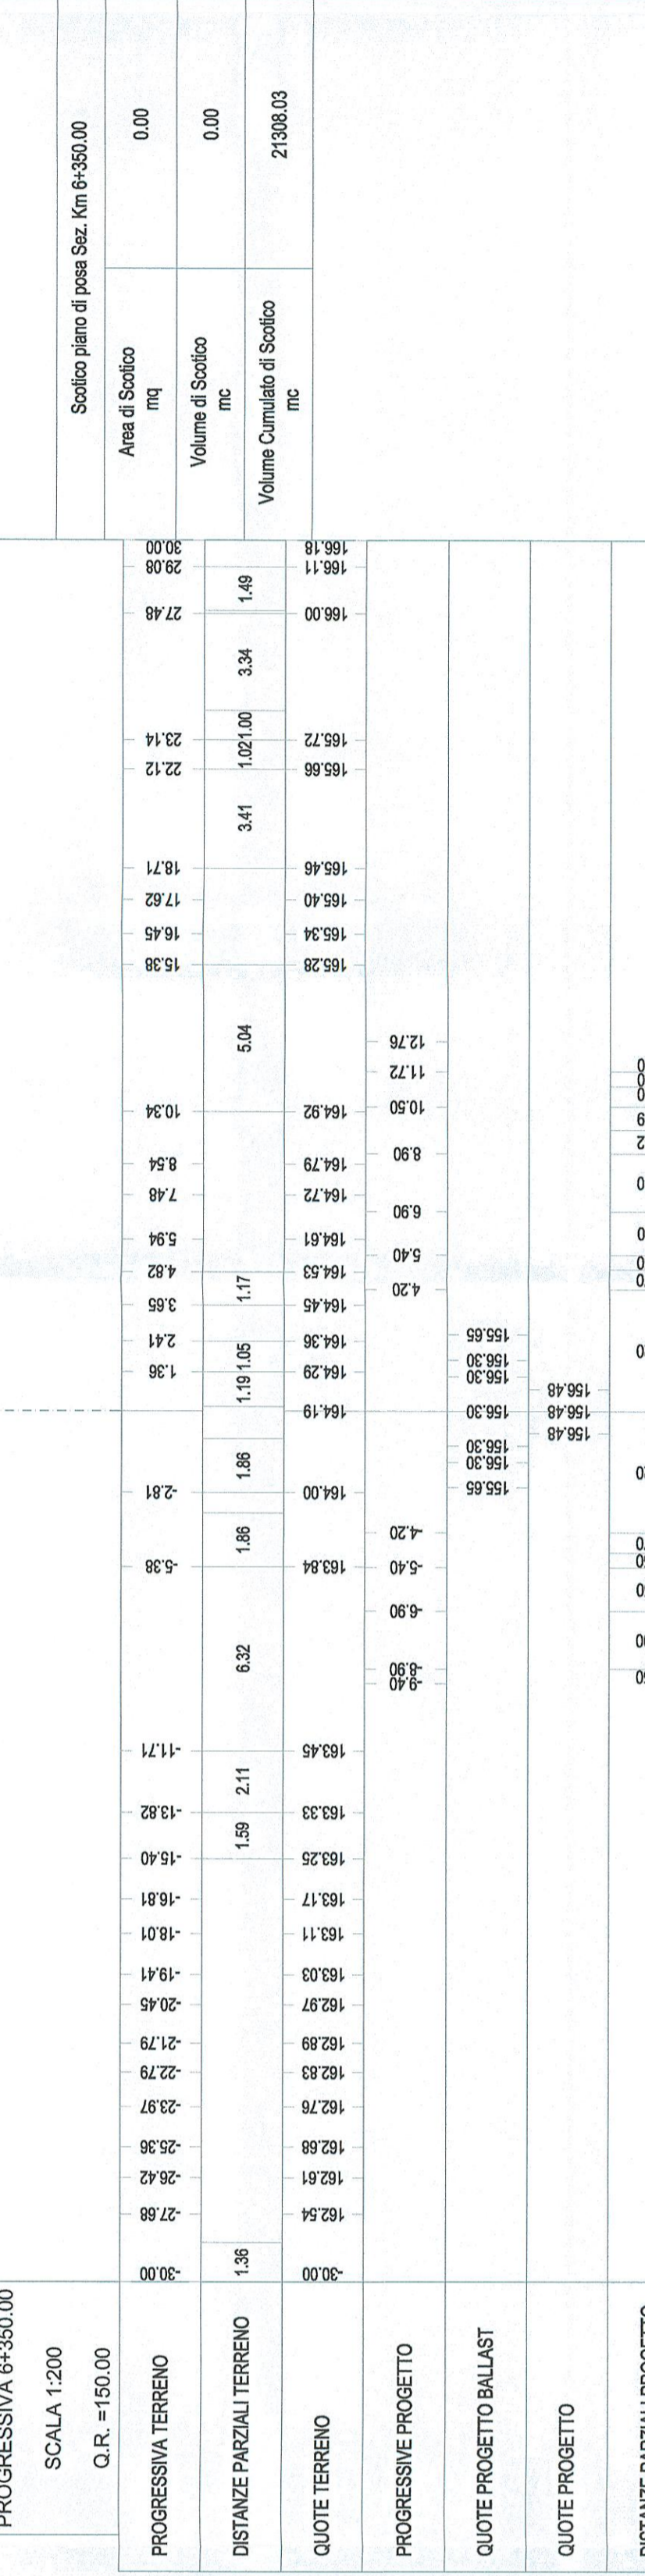 PROGRESSIVA 6+350.00
SCALA 1:200
Q.R. =150.00
PROGRESSIVA TERRENO
-30.00 -27.68 -26.42 -25.36 -23.97 -22.79 -21.79 -20.45 -19.41 -18.01 -16.81 -15.40 -13.82 -11.71 -5.38 -2.81 1.36 2.41 3.65 4.82 5.94 7.48 8.54 10.34 15.38 16.45 17.62 18.71 22.12 23.14 27.48 29.08 30.00
DISTANZE PARZIALI TERRENO
1.36 1.59 2.11 6.32 1.86 1.86 1.19 1.05 1.17 5.04 3.41 1.02 1.00 3.34 1.49
QUOTE TERRENO
-30.00 162.54 162.61 162.68 162.76 162.83 162.89 162.97 163.03 163.11 163.17 163.25 163.33 163.45 163.84 164.00 164.19 164.29 164.36 164.45 164.53 164.61 164.72 164.79 164.92 165.28 165.34 165.40 165.46 165.66 165.72 166.00 166.11 166.18
PROGRESSIVE PROGETTO
-9.40 -8.90 -6.90 -5.40 -4.20 4.20 5.40 6.90 8.90 10.50 11.72 12.76
QUOTE PROGETTO BALLAST
155.65 156.30 156.30 156.30 156.30 156.30 155.65
QUOTE PROGETTO
156.48 156.48 156.48
Scotico piano di posa Sez. Km 6+350.00
Area di Scotico
mq
0.00
Volume di Scotico
mc
0.00
Volume Cumulato di Scotico
mc
21308.03